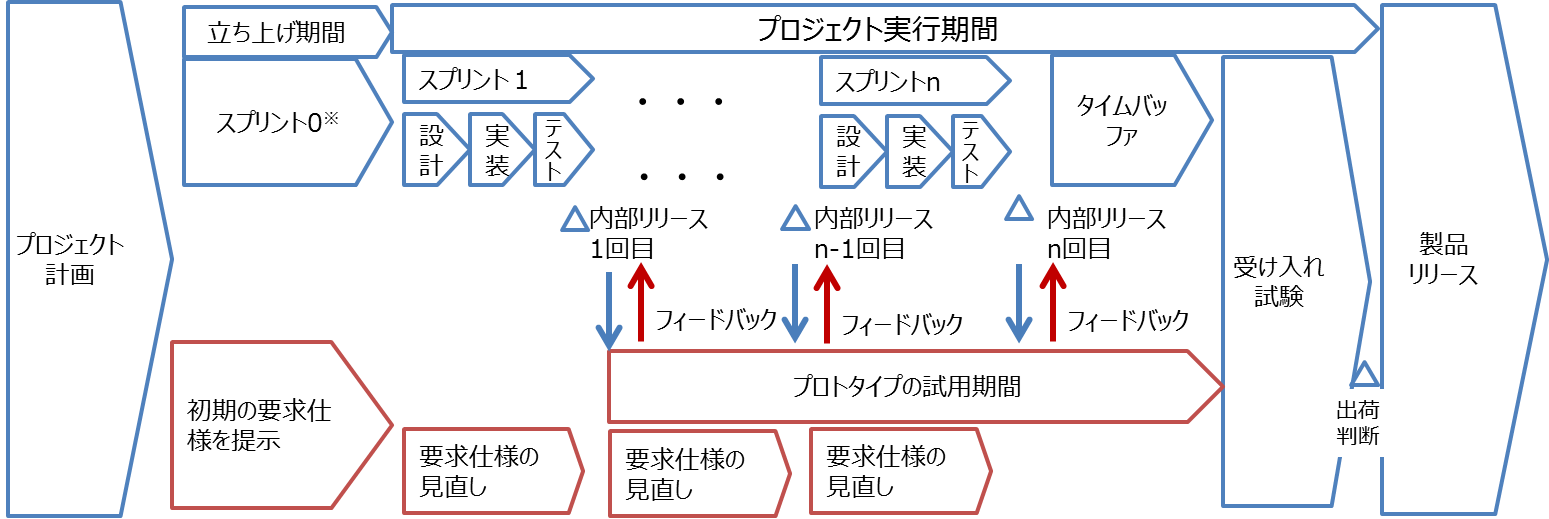 立ち上げ期間
プロジェクト実行期間
スプリント0※
スプリント1
・・・
スプリントn
タイムバッ
ファ
設計
実装
テスト
・・・
設計
実装
テスト
プロジェクト
計画
内部リリース
1回目
内部リリース
n-1回目
内部リリース
n回目
受け入れ
試験
製品
リリース
フィードバック
フィードバック
フィードバック
プロトタイプの試用期間
初期の要求仕
様を提示
出荷
判断
要求仕様の
見直し
要求仕様の
見直し
要求仕様の
見直し